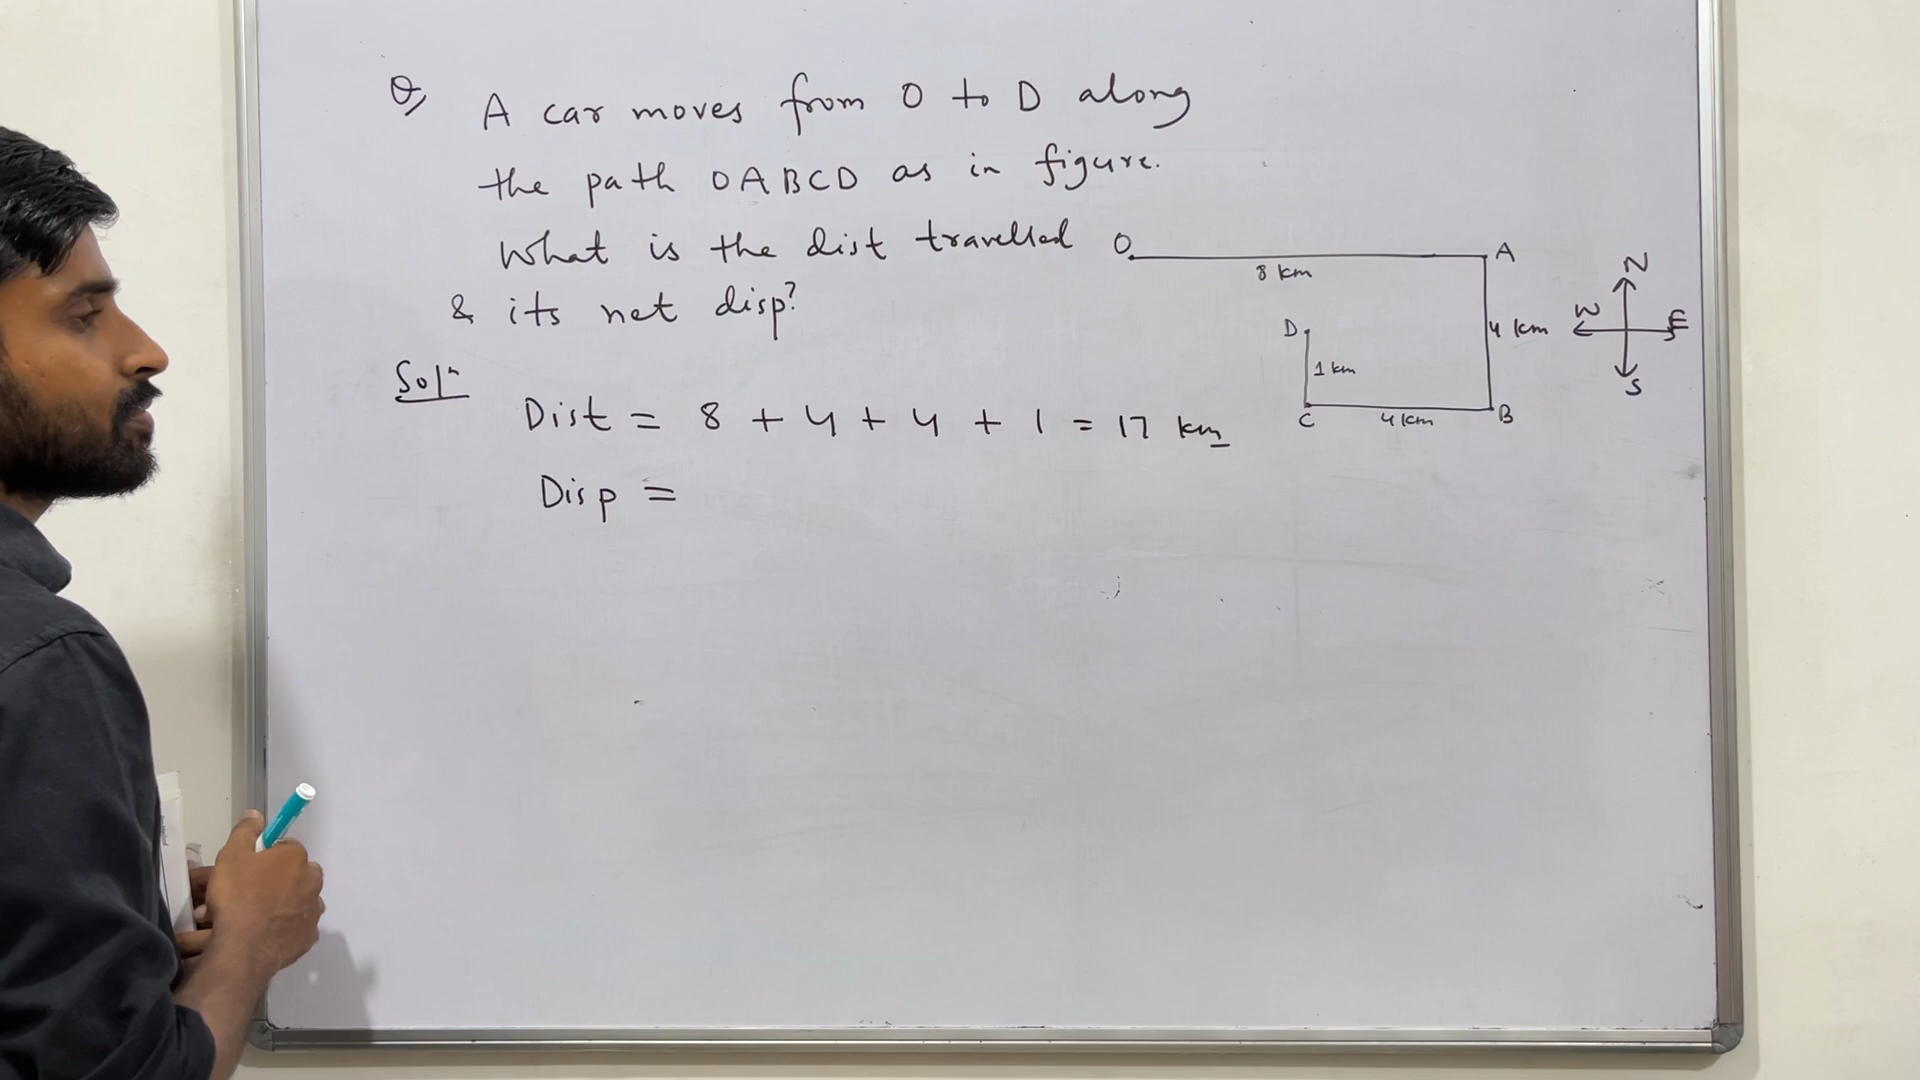 Q, A car moves from O to D along
the path OABCD as in figure.
What is the dist travelled
& its net disp?
O
A
8 km
4 km
D
1 km
C
4 km
B
N
W
E
S
Solⁿ
Dist = 8 + 4 + 4 + 1 = 17 km
Disp =